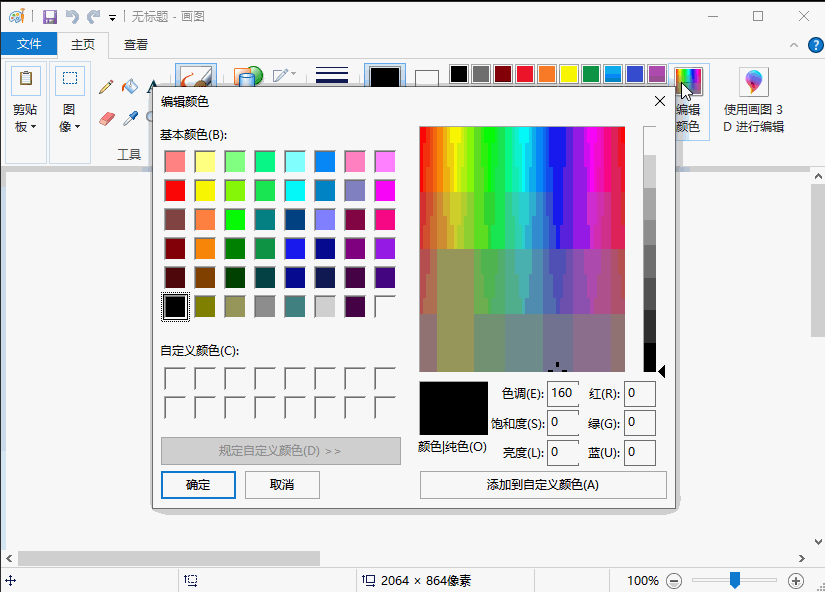 无标题 - 画图
文件
主页
查看
剪贴
板
图
像
工具
A
编辑
颜色
使用画图 3
D 进行编辑
编辑颜色
基本颜色(B):
自定义颜色(C):
规定自定义颜色(D) >>
确定
取消
颜色|纯色(O)
色调(E): 160
饱和度(S): 0
亮度(L): 0
红(R): 0
绿(G): 0
蓝(U): 0
添加到自定义颜色(A)
2064 × 864像素
100%